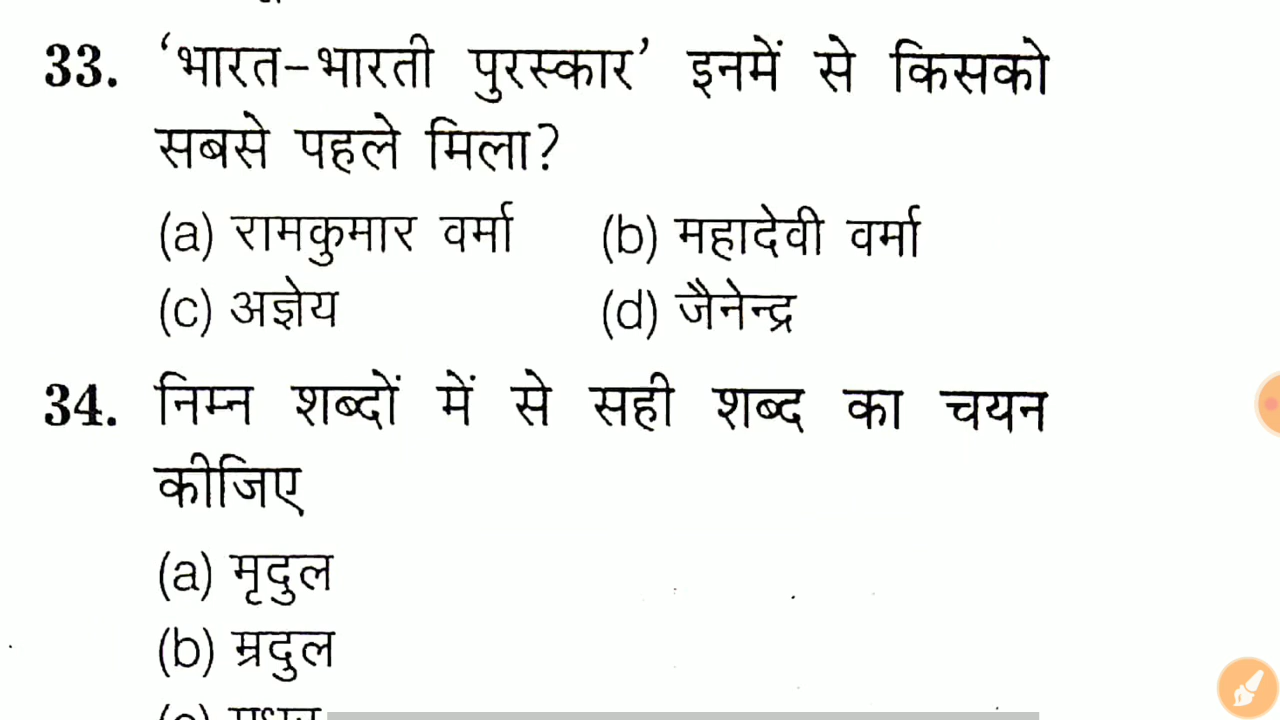 33. ‘भारत-भारती पुरस्कार’ इनमें से किसको
सबसे पहले मिला?
(a) रामकुमार वर्मा (b) महादेवी वर्मा
(c) अज्ञेय (d) जैनेन्द्र
34. निम्न शब्दों में से सही शब्द का चयन
कीजिए
(a) मृदुल
(b) म्रदुल